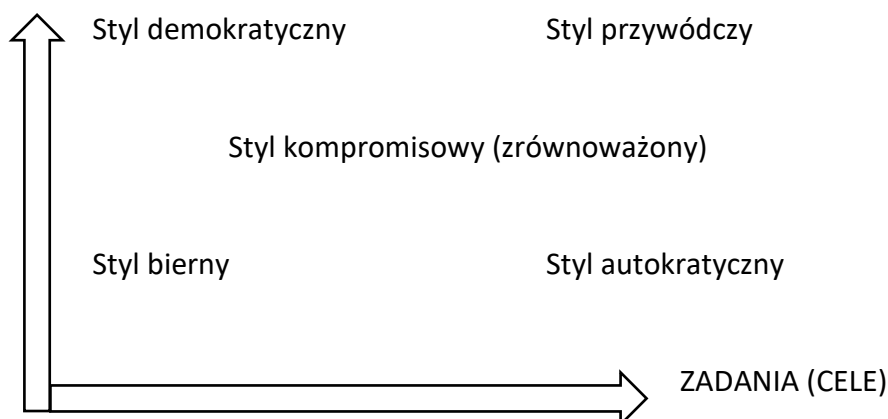 Styl demokratyczny Styl przywódczy
Styl kompromisowy (zrównoważony)
Styl bierny Styl autokratyczny
ZADANIA (CELE)